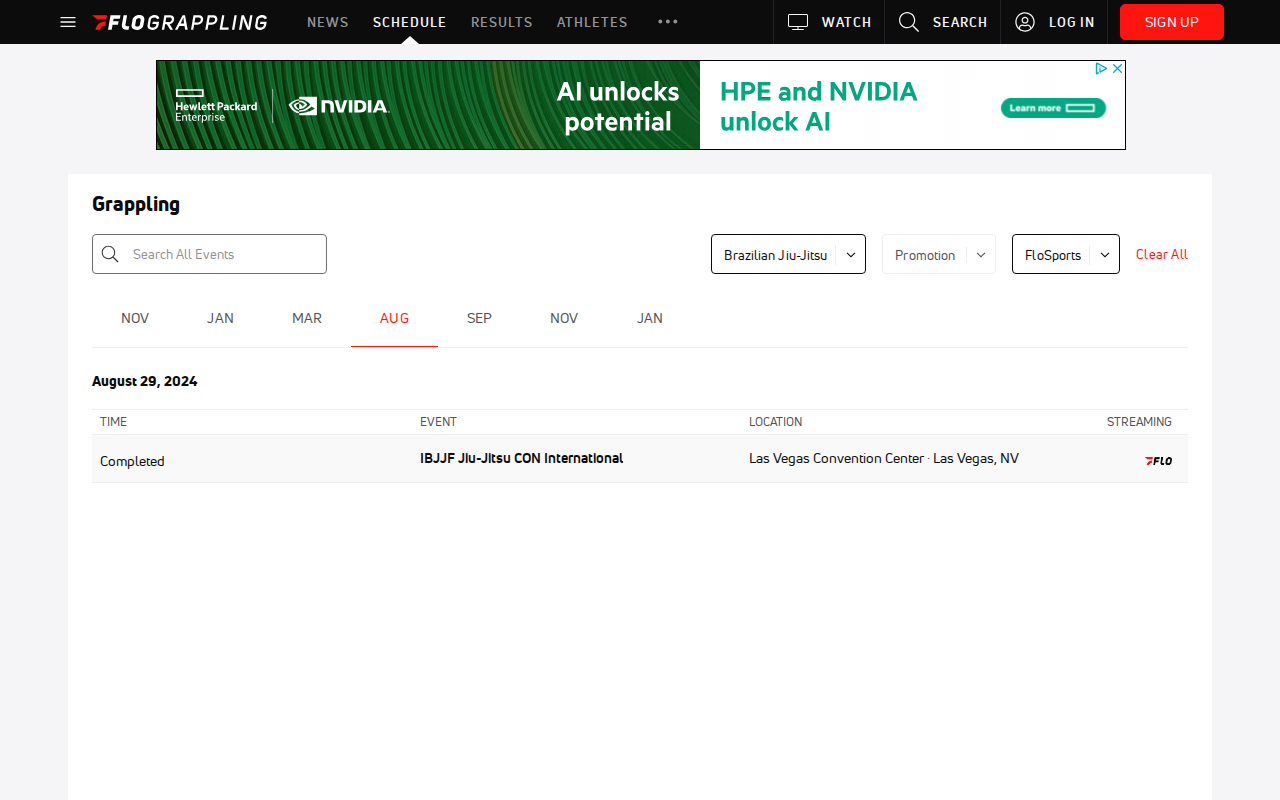 FLOGRAPPLING NEWS SCHEDULE RESULTS ATHLETES WATCH SEARCH LOG IN SIGN UP
Hewlett Packard
Enterprise
NVIDIA
AI unlocks
potential
HPE and NVIDIA
unlock AI
Learn more
Grappling
Search All Events
Brazilian Jiu-Jitsu Promotion FloSports Clear All
NOV JAN MAR AUG SEP NOV JAN
August 29, 2024
TIME EVENT LOCATION STREAMING
Completed IBJJF Jiu-Jitsu CON International Las Vegas Convention Center · Las Vegas, NV FLO